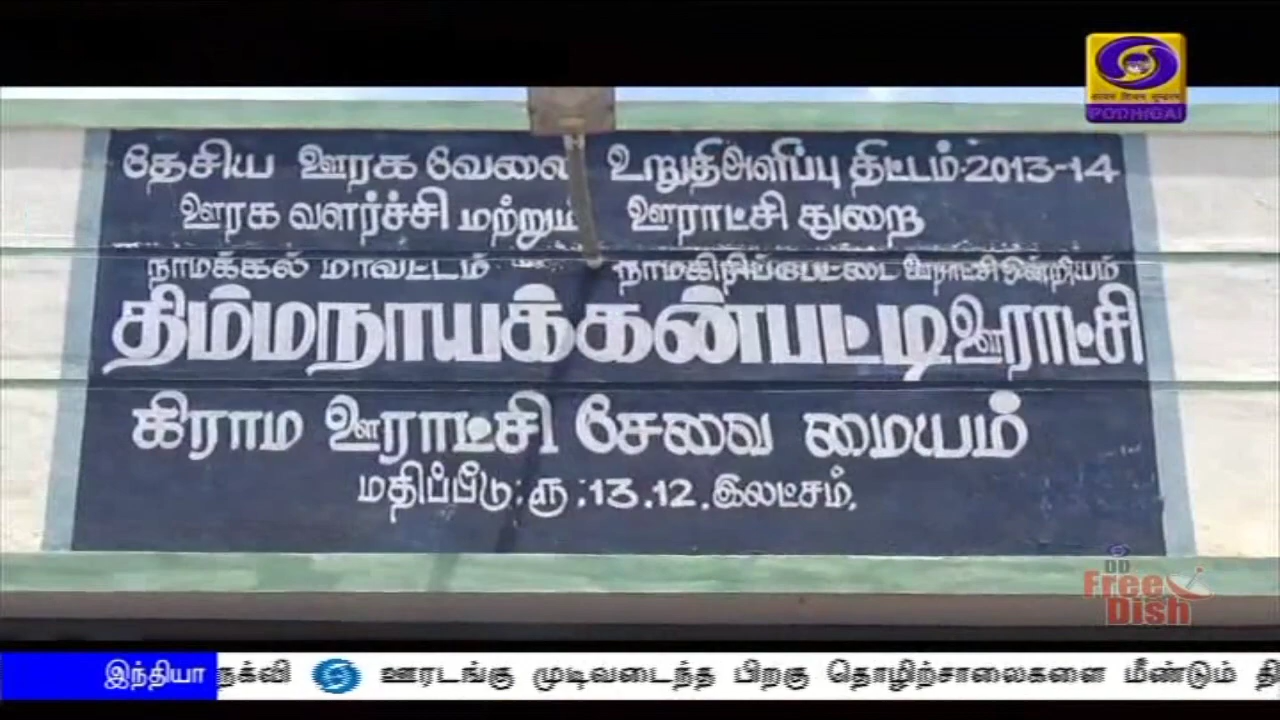 PODHIGAI
தேசிய ஊரக வேலை உறுதிஅளிப்பு திட்டம்-2013-14
ஊரக வளர்ச்சி மற்றும் ஊராட்சி துறை
நாமக்கல் மாவட்டம் நாமகிரிப்பேட்டை ஊராட்சி ஒன்றியம்
திம்மநாயக்கன்பட்டி ஊராட்சி
கிராம ஊராட்சி சேவை மையம்
மதிப்பீடு: ரூ :13.12.இலட்சம்.
DD
Free
Dish
இந்தியா நக்வி ஊரடங்கு முடிவடைந்த பிறகு தொழிற்சாலைகளை மீண்டும் தி